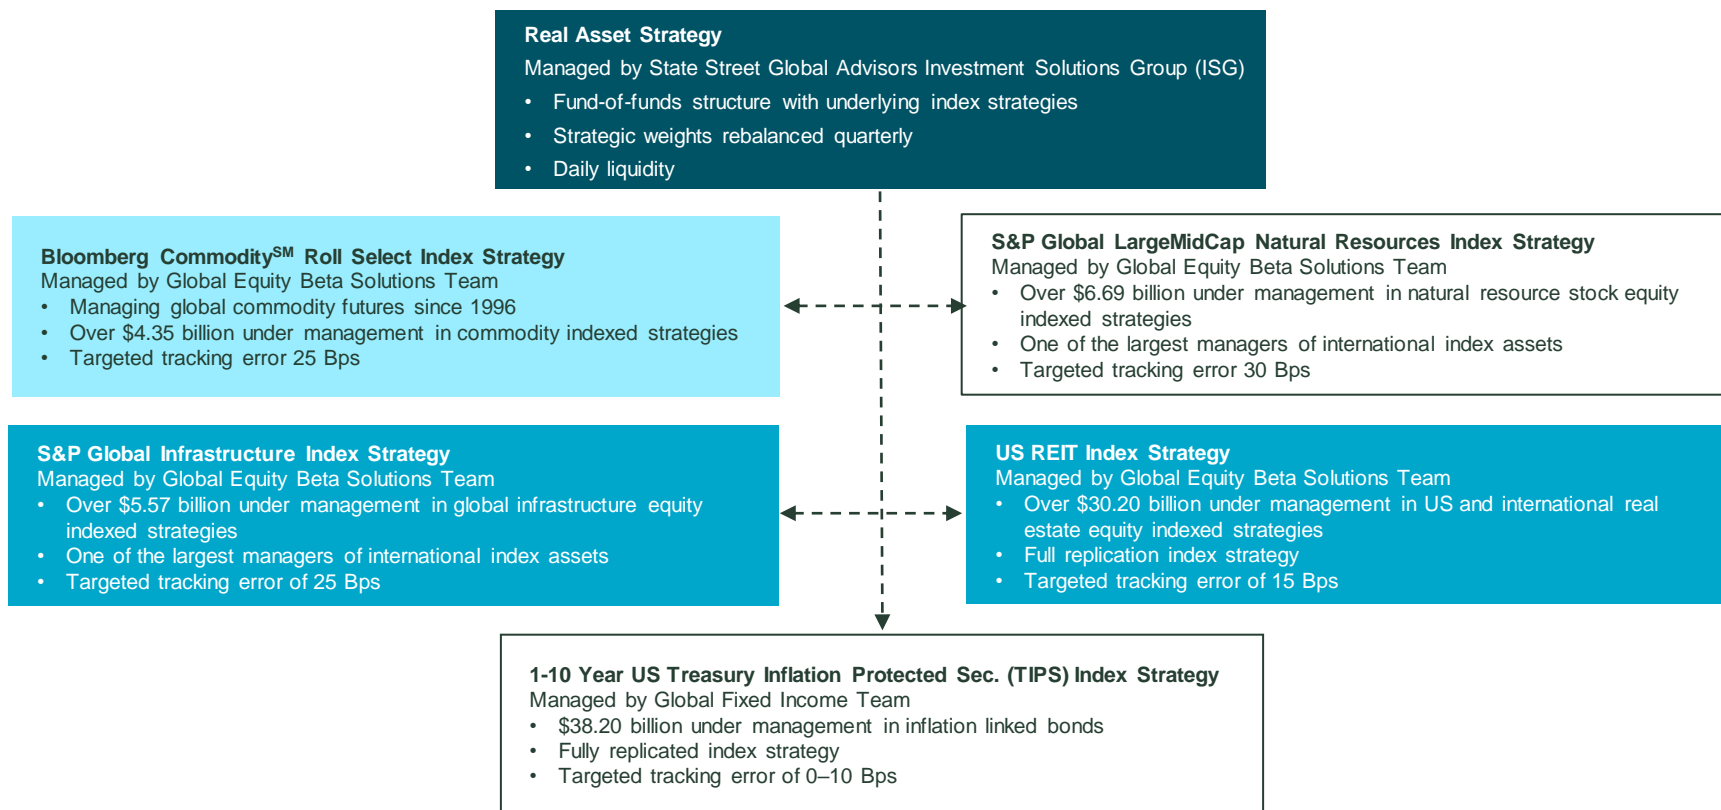 Real Asset Strategy
Managed by State Street Global Advisors Investment Solutions Group (ISG)
• Fund-of-funds structure with underlying index strategies
• Strategic weights rebalanced quarterly
• Daily liquidity
Bloomberg Commodity℠ Roll Select Index Strategy
Managed by Global Equity Beta Solutions Team
• Managing global commodity futures since 1996
• Over $4.35 billion under management in commodity indexed strategies
• Targeted tracking error 25 Bps
S&P Global LargeMidCap Natural Resources Index Strategy
Managed by Global Equity Beta Solutions Team
• Over $6.69 billion under management in natural resource stock equity
indexed strategies
• One of the largest managers of international index assets
• Targeted tracking error 30 Bps
S&P Global Infrastructure Index Strategy
Managed by Global Equity Beta Solutions Team
• Over $5.57 billion under management in global infrastructure equity
indexed strategies
• One of the largest managers of international index assets
• Targeted tracking error of 25 Bps
US REIT Index Strategy
Managed by Global Equity Beta Solutions Team
• Over $30.20 billion under management in US and international real
estate equity indexed strategies
• Full replication index strategy
• Targeted tracking error of 15 Bps
1-10 Year US Treasury Inflation Protected Sec. (TIPS) Index Strategy
Managed by Global Fixed Income Team
• $38.20 billion under management in inflation linked bonds
• Fully replicated index strategy
• Targeted tracking error of 0–10 Bps